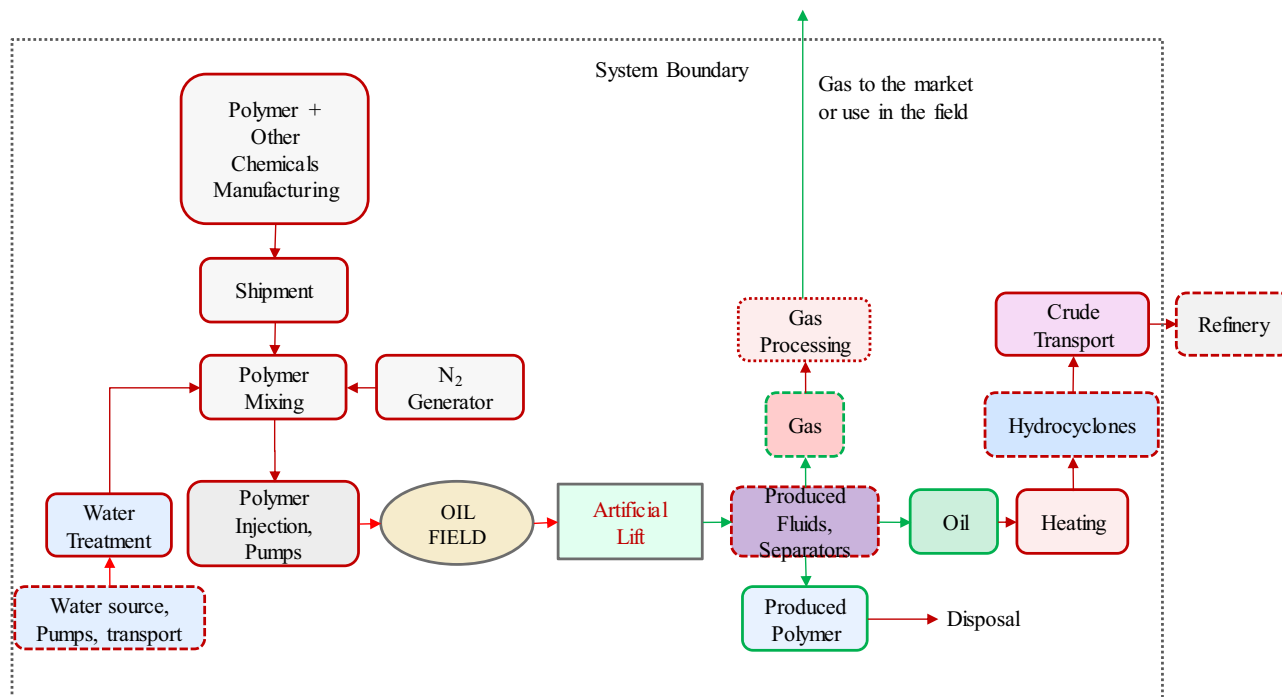 System Boundary
Gas to the market
or use in the field
Polymer +
Other
Chemicals
Manufacturing
Shipment
Polymer
Mixing
N₂
Generator
Water
Treatment
Water source,
Pumps, transport
Polymer
Injection,
Pumps
OIL
FIELD
Artificial
Lift
Produced
Fluids,
Separators
Gas
Gas
Processing
Produced
Polymer
Disposal
Oil
Heating
Hydrocyclones
Crude
Transport
Refinery